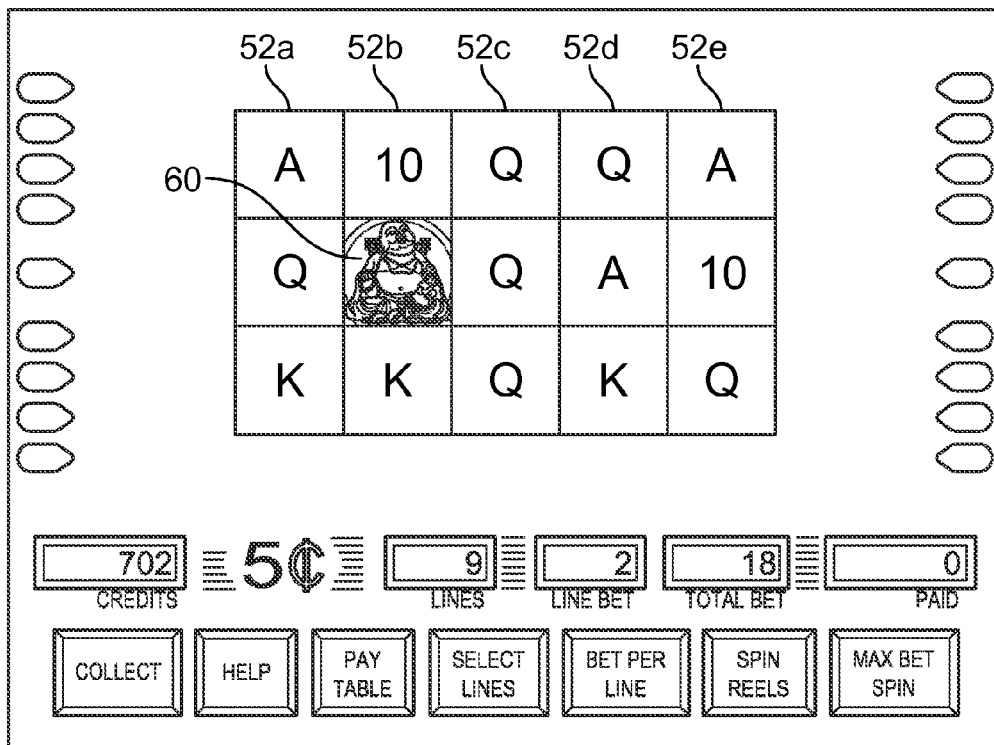 52a 52b 52c 52d 52e
A 10 Q Q A
60
Q Q A 10
K K Q K Q
702 5¢ 9 2 18 0
CREDITS LINES LINE BET TOTAL BET PAID
COLLECT HELP PAY TABLE SELECT LINES BET PER LINE SPIN REELS MAX BET SPIN